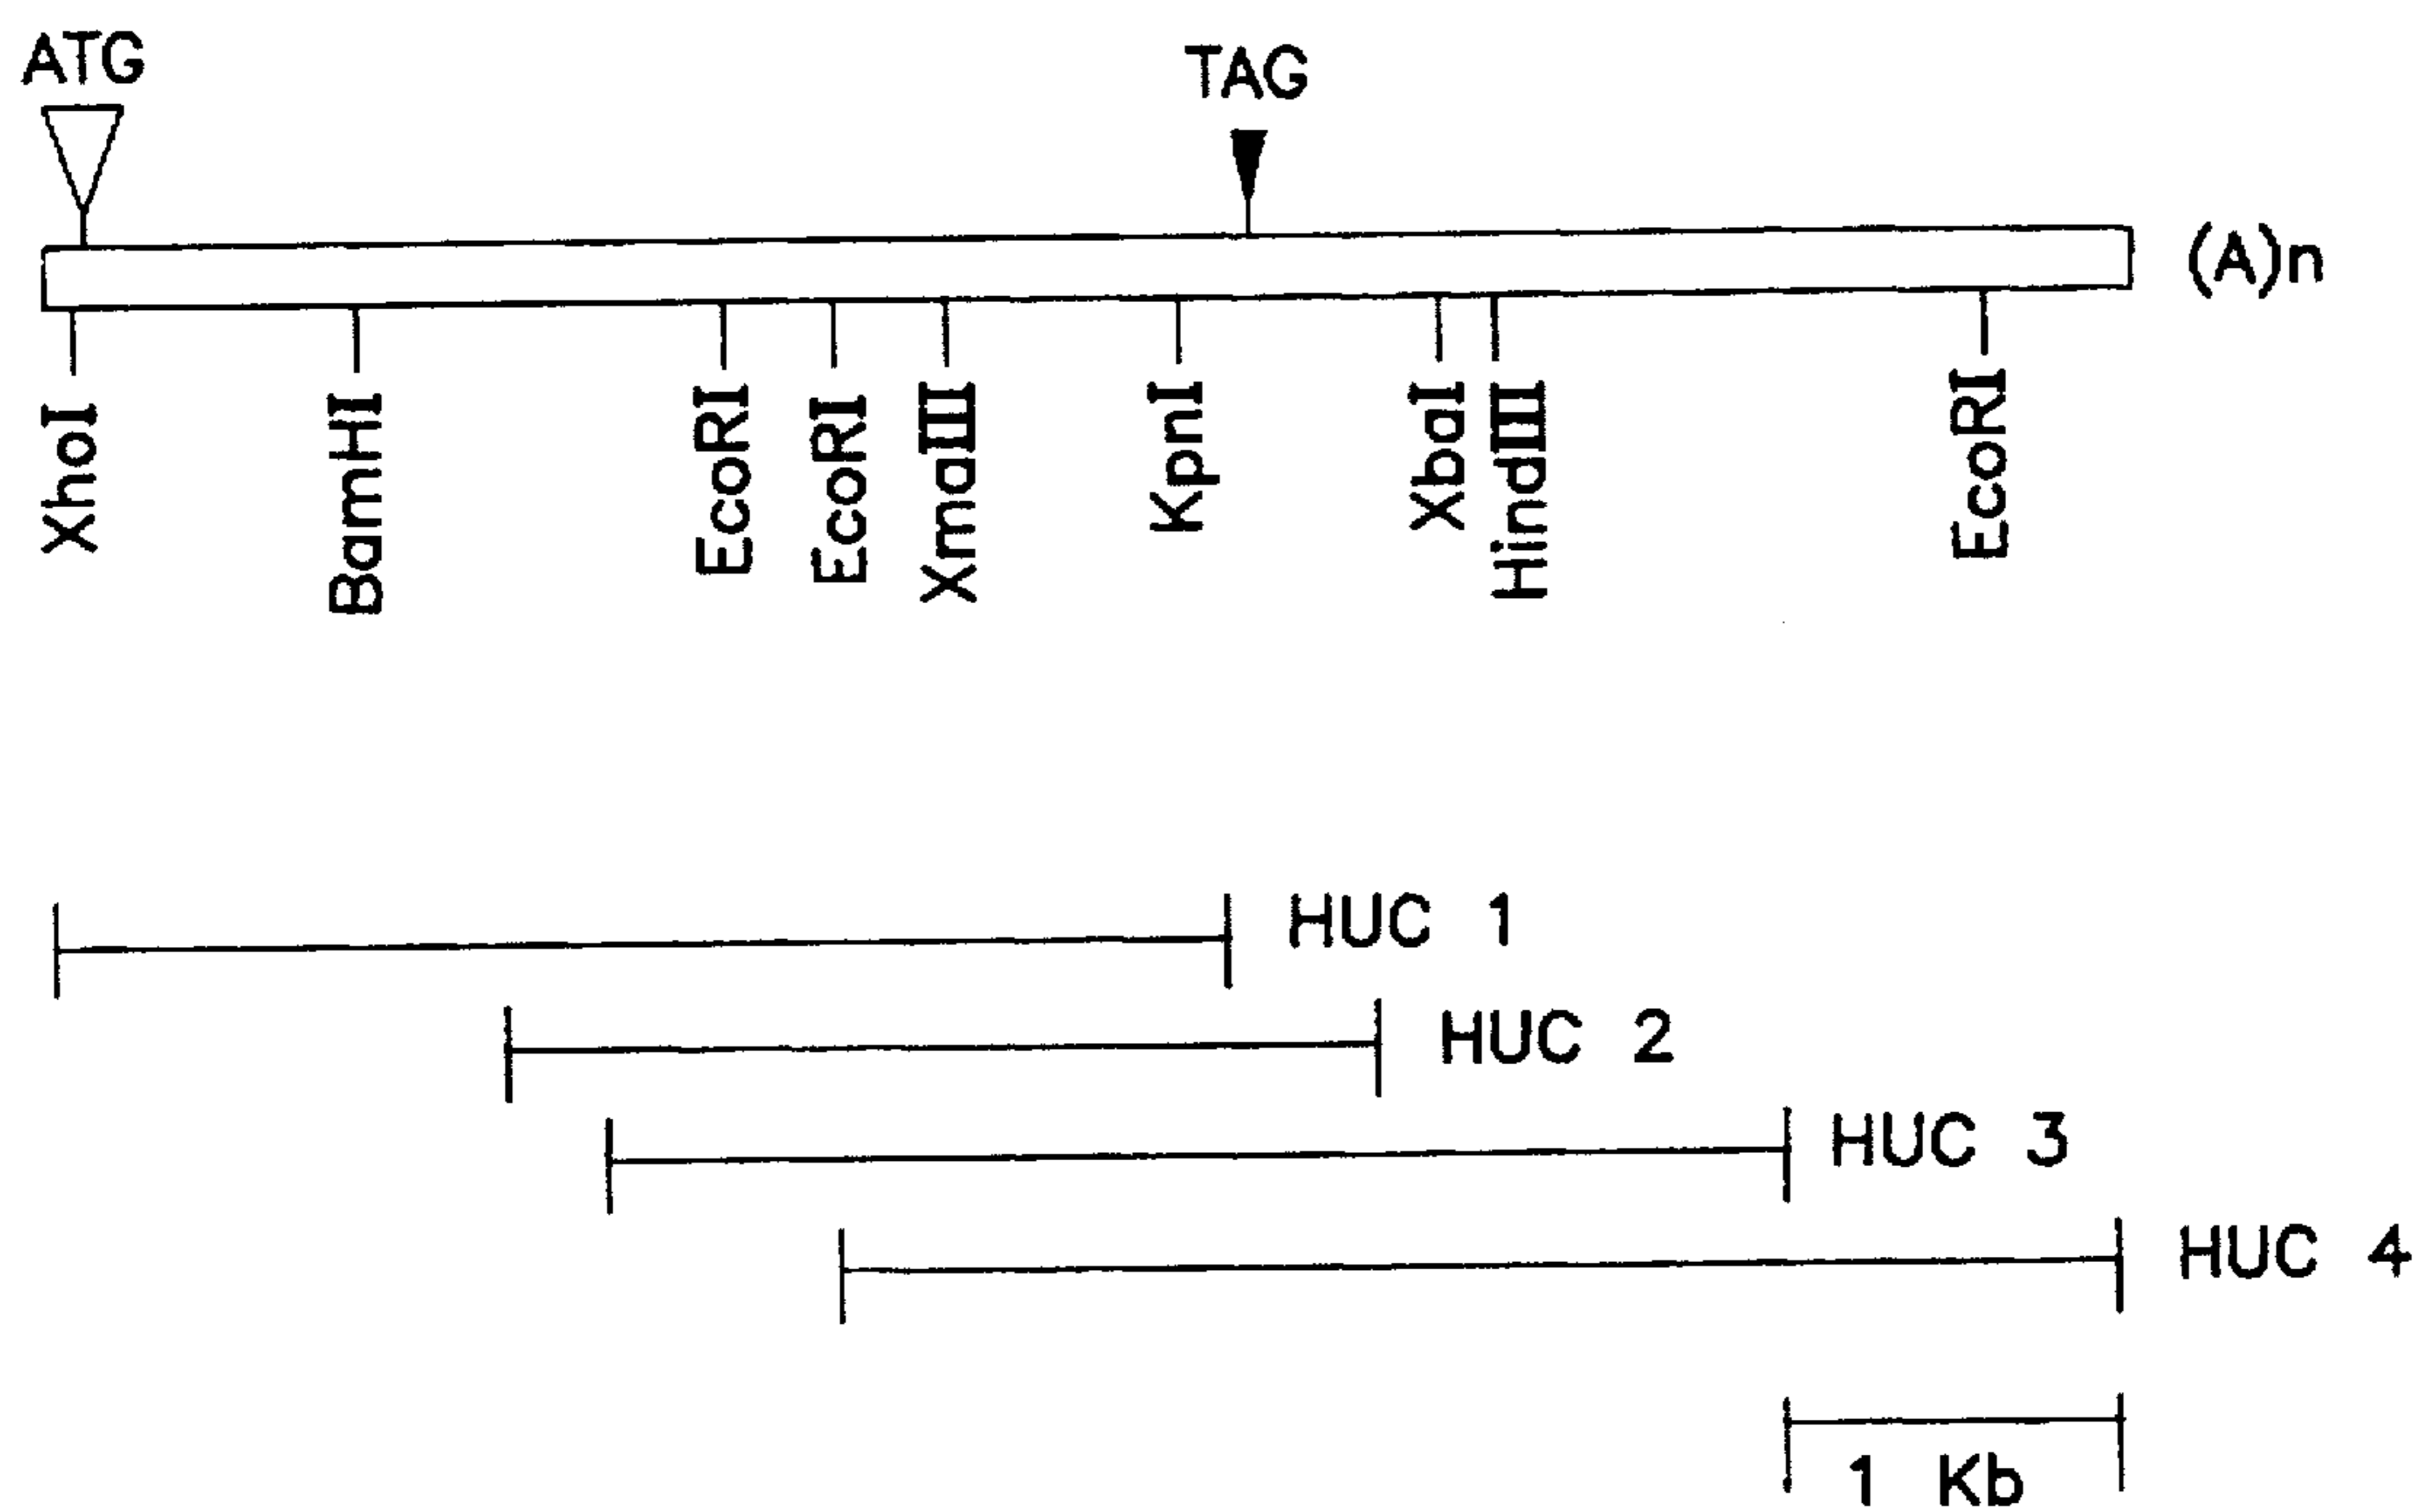 ATG
TAG
(A)n
XhoI
BamHI
EcoRI
EcoRI
XmaIII
KpnI
XbaI
HindIII
EcoRI
HUC 1
HUC 2
HUC 3
HUC 4
1 Kb